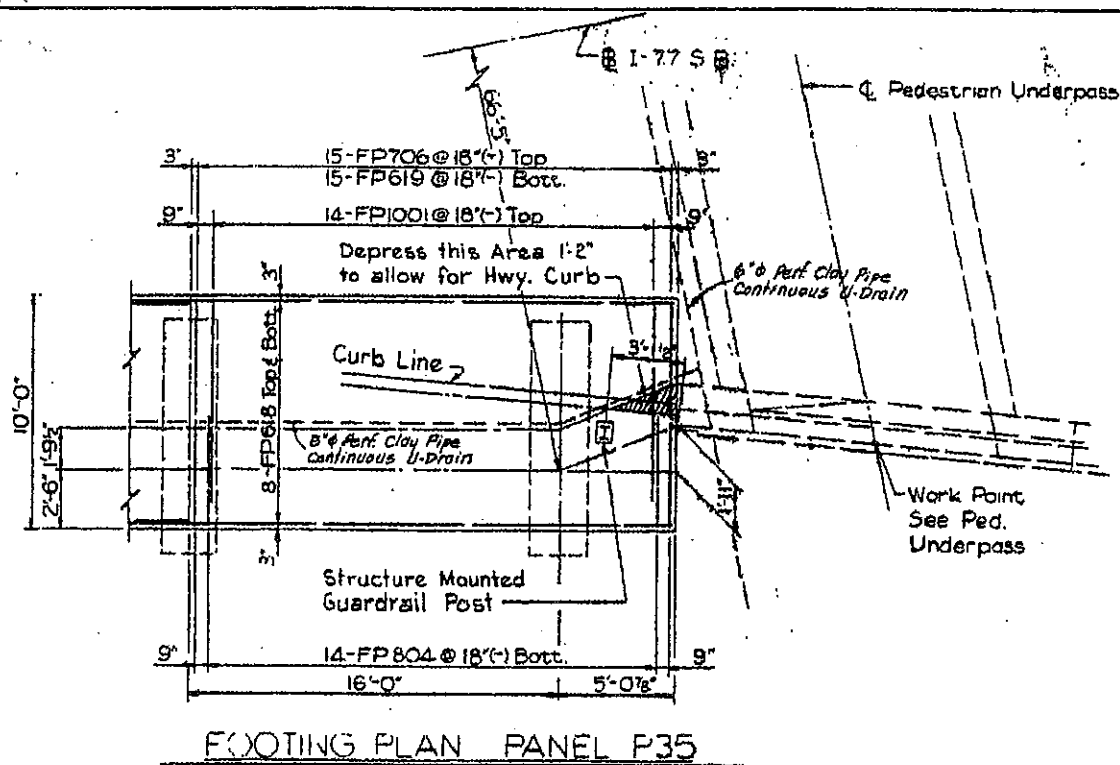 ℄ I-77 S ℄
℄ Pedestrian Underpass
66'-5"
3"
15-FP706 @ 18"(-) Top
15-FP619 @ 18"(-) Bott.
9"
14-FP1001 @ 18"(-) Top
9"
Depress this Area 1'-2"
to allow for Hwy. Curb
3"
6"φ Perf. Clay Pipe
Continuous U-Drain
8-FP618 Top & Bott.
Curb Line
10'-0"
1'-9½"
2'-6"
8"φ Perf. Clay Pipe
Continuous U-Drain
1'-11"
Work Point
See Ped.
Underpass
3"
Structure Mounted
Guardrail Post
9"
14-FP804 @ 18"(-) Bott.
9"
16'-0"
5'-0⅞"
FOOTING PLAN PANEL P35